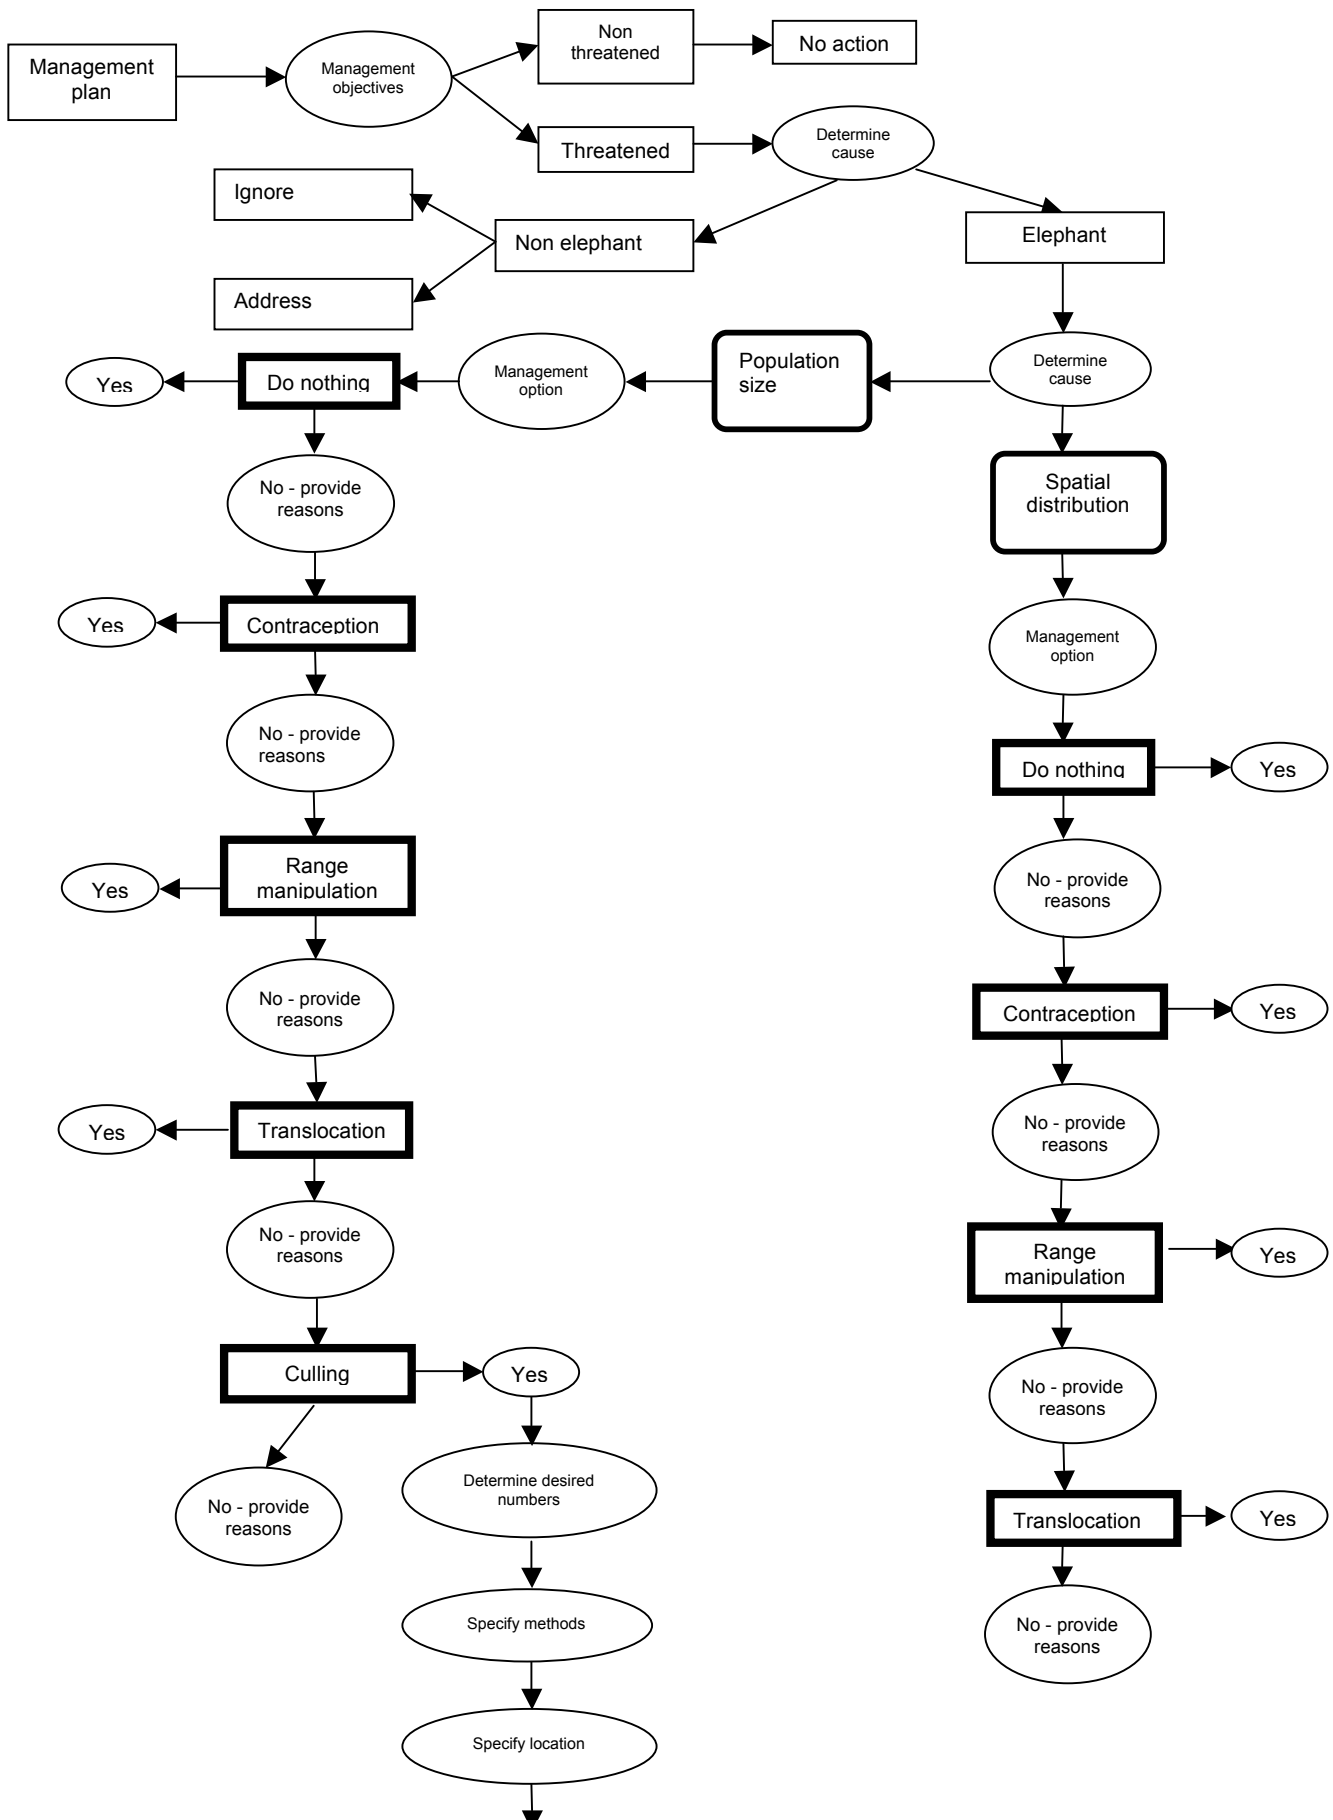 Management
plan
Management
objectives
Non
threatened
No action
Threatened
Determine
cause
Ignore
Non elephant
Elephant
Address
Yes
Do nothing
Management
option
Population
size
Determine
cause
No - provide
reasons
Spatial
distribution
Yes
Contraception
Management
option
No - provide
reasons
Do nothing
Yes
Yes
Range
manipulation
No - provide
reasons
No - provide
reasons
Contraception
Yes
Yes
Translocation
No - provide
reasons
No - provide
reasons
Range
manipulation
Yes
Culling
Yes
No - provide
reasons
Determine desired
numbers
No - provide
reasons
Translocation
Yes
Specify methods
No - provide
reasons
Specify location